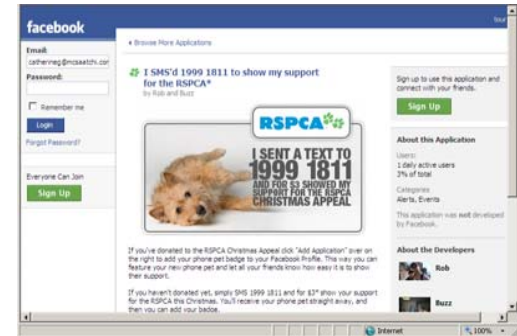 facebook
tour
Email:
catherineg@mcsaatchi.com
Password:
Remember me
Login
Forgot Password?
Everyone Can Join
Sign Up
Browse More Applications
I SMS'd 1999 1811 to show my support
for the RSPCA*
by Rob and Buzz
RSPCA
I SENT A TEXT TO
1999 1811
AND FOR $3 SHOWED MY
SUPPORT FOR THE RSPCA
CHRISTMAS APPEAL
If you've donated to the RSPCA Christmas Appeal click "Add Application" over on
the right to add your phone pet badge to your Facebook Profile. This way you can
feature your new phone pet and let all your friends know how easy it is to show
their support.
If you haven't donated yet, simply SMS 1999 1811 and for $3* show your support
for the RSPCA this Christmas. You'll receive your phone pet straight away, and
then you can add your badge.
Sign up to use this application and
connect with your friends.
Sign Up
About this Application
Users:
1 daily active users
3% of total
Categories
Alerts, Events
This application was not developed
by Facebook.
About the Developers
Rob
Buzz
Internet
100%